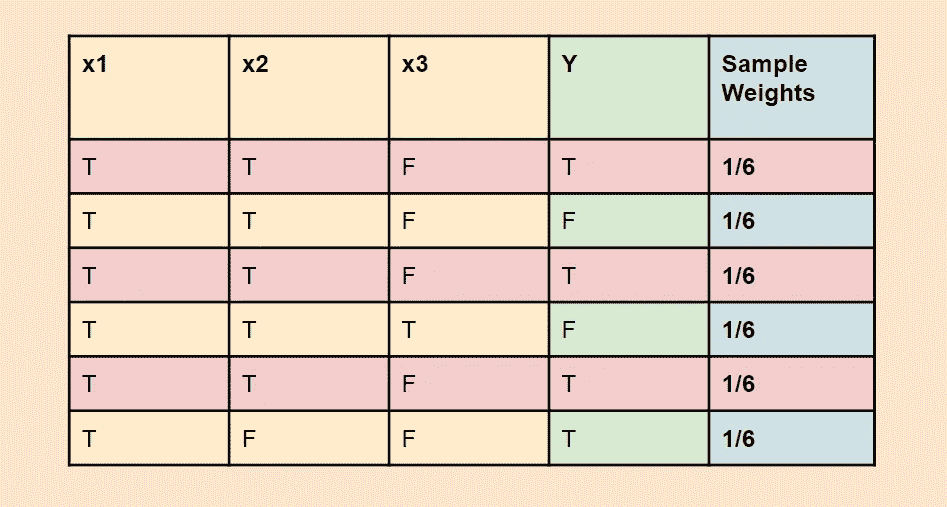 x1 x2 x3 Y Sample
Weights
T T F T 1/6
T T F F 1/6
T T F T 1/6
T T T F 1/6
T T F T 1/6
T F F T 1/6